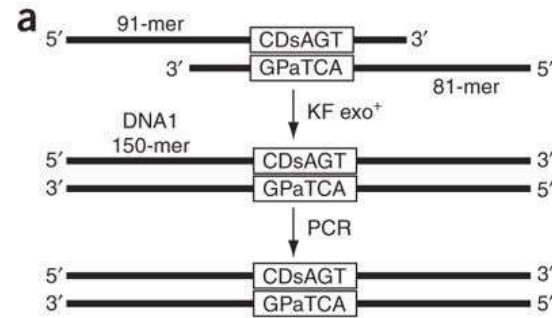 a
91-mer
5′ CDsAGT 3′
3′ GPaTCA 5′
81-mer
KF exo⁺
DNA1
150-mer
5′ CDsAGT 3′
3′ GPaTCA 5′
PCR
5′ CDsAGT 3′
3′ GPaTCA 5′